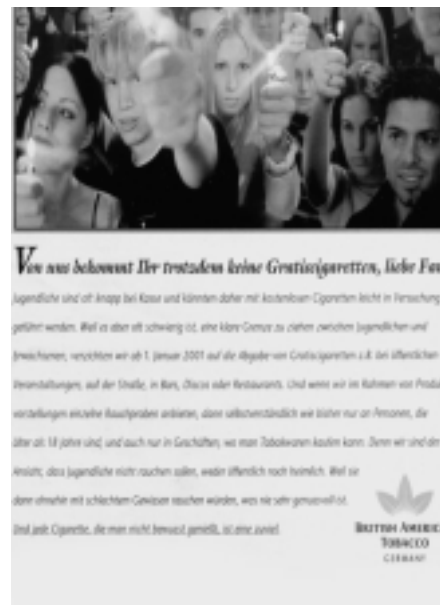 Von uns bekommt Ihr trotzdem keine Gratiscigaretten, liebe Fan
Jugendliche sind oft knapp bei Kasse und könnten daher mit kostenlosen Cigaretten leicht in Versuchung
geführt werden. Weil es aber oft schwierig ist, eine klare Grenze zu ziehen zwischen Jugendlichen und
Erwachsenen, verzichten wir ab 1. Januar 2001 auf die Abgabe von Gratiscigaretten z.B. bei öffentlichen
Veranstaltungen, auf der Straße, in Bars, Discos oder Restaurants. Und wenn wir im Rahmen von Produkt
vorstellungen einzelne Rauchproben anbieten, dann selbstverständlich wie bisher nur an Personen, die
älter als 18 Jahre sind, und auch nur in Geschäften, wo man Tabakwaren kaufen kann. Denn wir sind der
Ansicht, dass Jugendliche nicht rauchen sollen, weder öffentlich noch heimlich. Weil sie
dann ohnehin mit schlechtem Gewissen rauchen würden, was nie sehr genussvoll ist.
Und jede Cigarette, die man nicht bewusst genießt, ist eine zuviel.
BRITISH AMERIC
TOBACCO
GERMANY